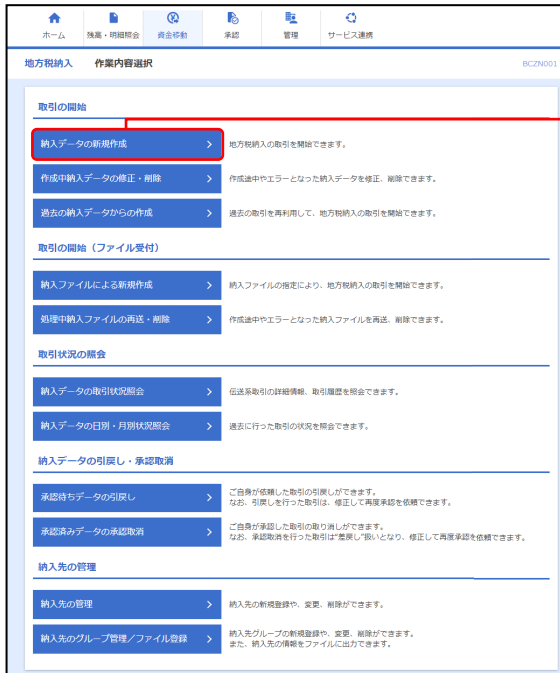 ホーム 残高・明細照会 資金移動 承認 管理 サービス連携
地方税納入 作業内容選択 BCZN001
取引の開始
納入データの新規作成 地方税納入の取引を開始できます。
作成中納入データの修正・削除 作成途中やエラーとなった納入データを修正、削除できます。
過去の納入データからの作成 過去の取引を再利用して、地方税納入の取引を開始できます。
取引の開始（ファイル受付）
納入ファイルによる新規作成 納入ファイルの指定により、地方税納入の取引を開始できます。
処理中納入ファイルの再送・削除 作成途中やエラーとなった納入ファイルを再送、削除できます。
取引状況の照会
納入データの取引状況照会 伝送系取引の詳細情報、取引履歴を照会できます。
納入データの日別・月別状況照会 過去に行った取引の状況を照会できます。
納入データの引戻し・承認取消
承認待ちデータの引戻し ご自身が依頼した取引の引戻しができます。
なお、引戻しを行った取引は、修正して再度承認を依頼できます。
承認済みデータの承認取消 ご自身が承認した取引の取り消しができます。
なお、承認取消を行った取引は“差戻し”扱いとなり、修正して再度承認を依頼できます。
納入先の管理
納入先の管理 納入先の新規登録や、変更、削除ができます。
納入先のグループ管理／ファイル登録 納入先グループの新規登録や、変更、削除ができます。
また、納入先の情報をファイルに出力できます。